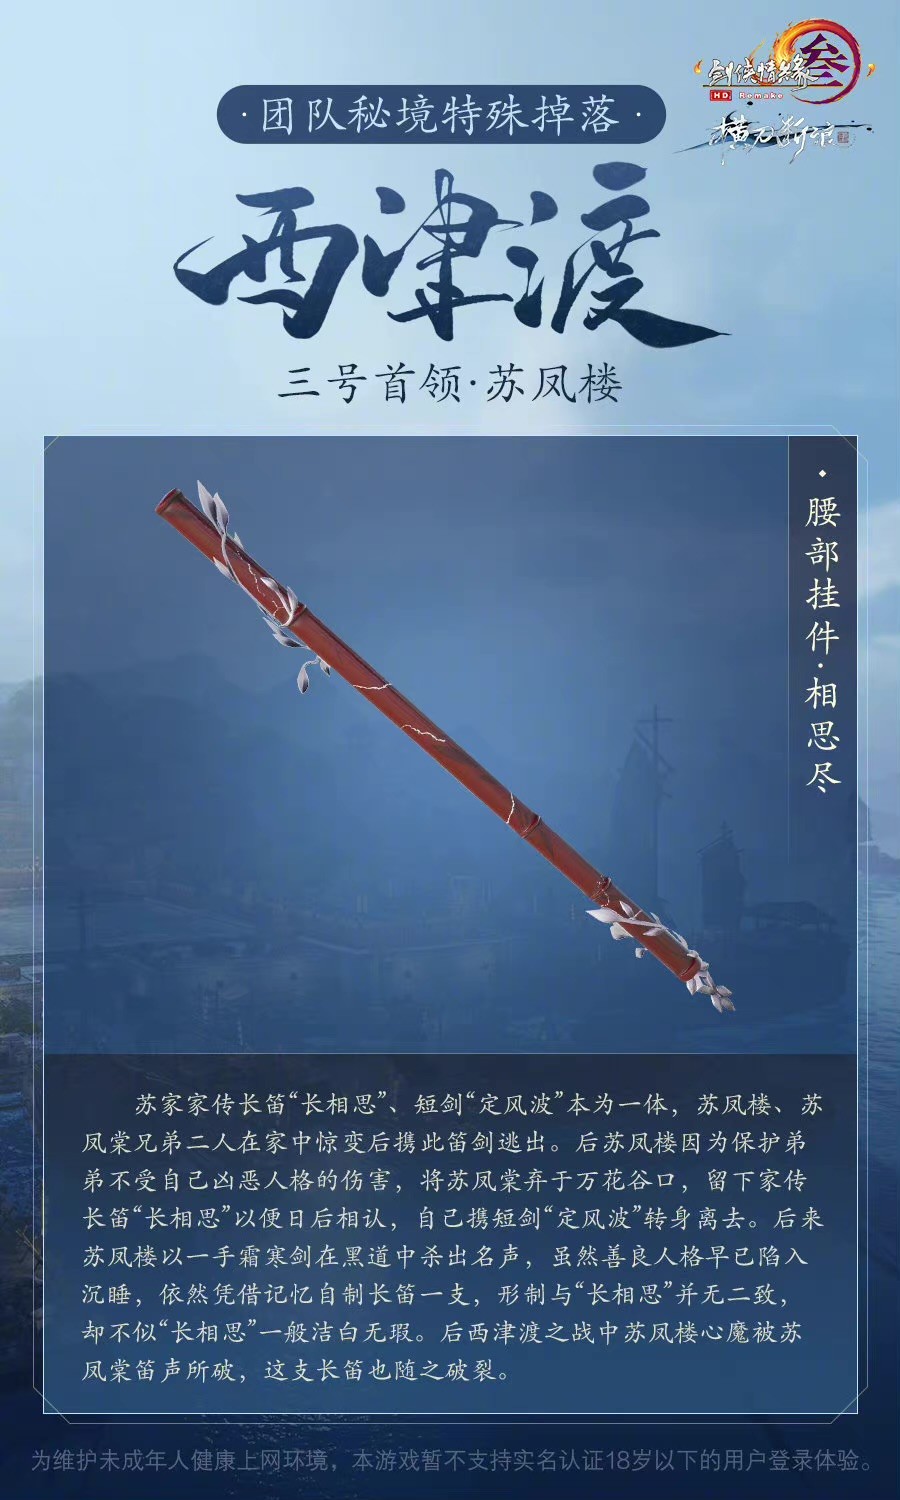 剑侠情缘叁
HD Remake
横刀断浪
·团队秘境特殊掉落·
西津渡
三号首领·苏凤楼
·腰部挂件·相思尽
苏家家传长笛“长相思”、短剑“定风波”本为一体，苏凤楼、苏
凤棠兄弟二人在家中惊变后携此笛剑逃出。后苏凤楼因为保护弟
弟不受自己凶恶人格的伤害，将苏凤棠弃于万花谷口，留下家传
长笛“长相思”以便日后相认，自己携短剑“定风波”转身离去。后来
苏凤楼以一手霜寒剑在黑道中杀出名声，虽然善良人格早已陷入
沉睡，依然凭借记忆自制长笛一支，形制与“长相思”并无二致，
却不似“长相思”一般洁白无瑕。后西津渡之战中苏凤楼心魔被苏
凤棠笛声所破，这支长笛也随之破裂。
为维护未成年人健康上网环境，本游戏暂不支持实名认证18岁以下的用户登录体验。